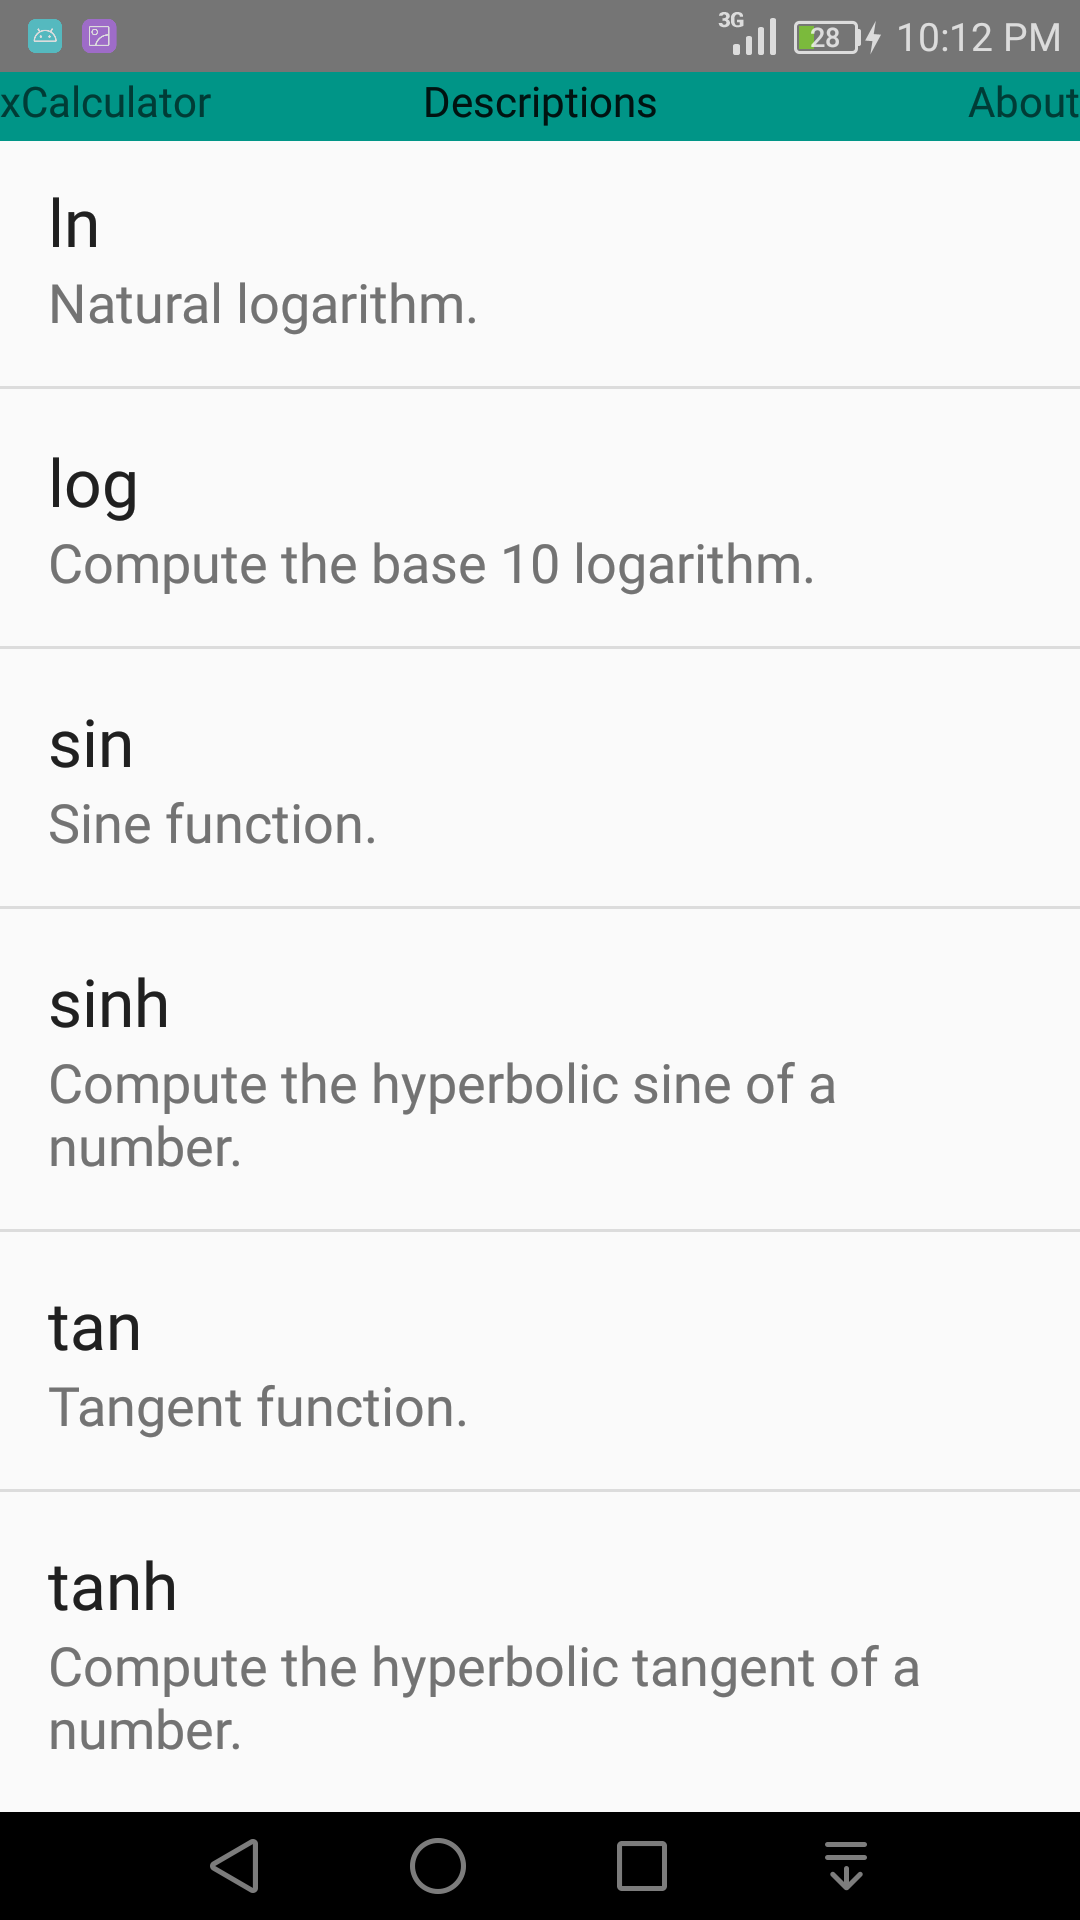 3G 28 10:12 PM
xCalculator Descriptions About
ln
Natural logarithm.
log
Compute the base 10 logarithm.
sin
Sine function.
sinh
Compute the hyperbolic sine of a
number.
tan
Tangent function.
tanh
Compute the hyperbolic tangent of a
number.